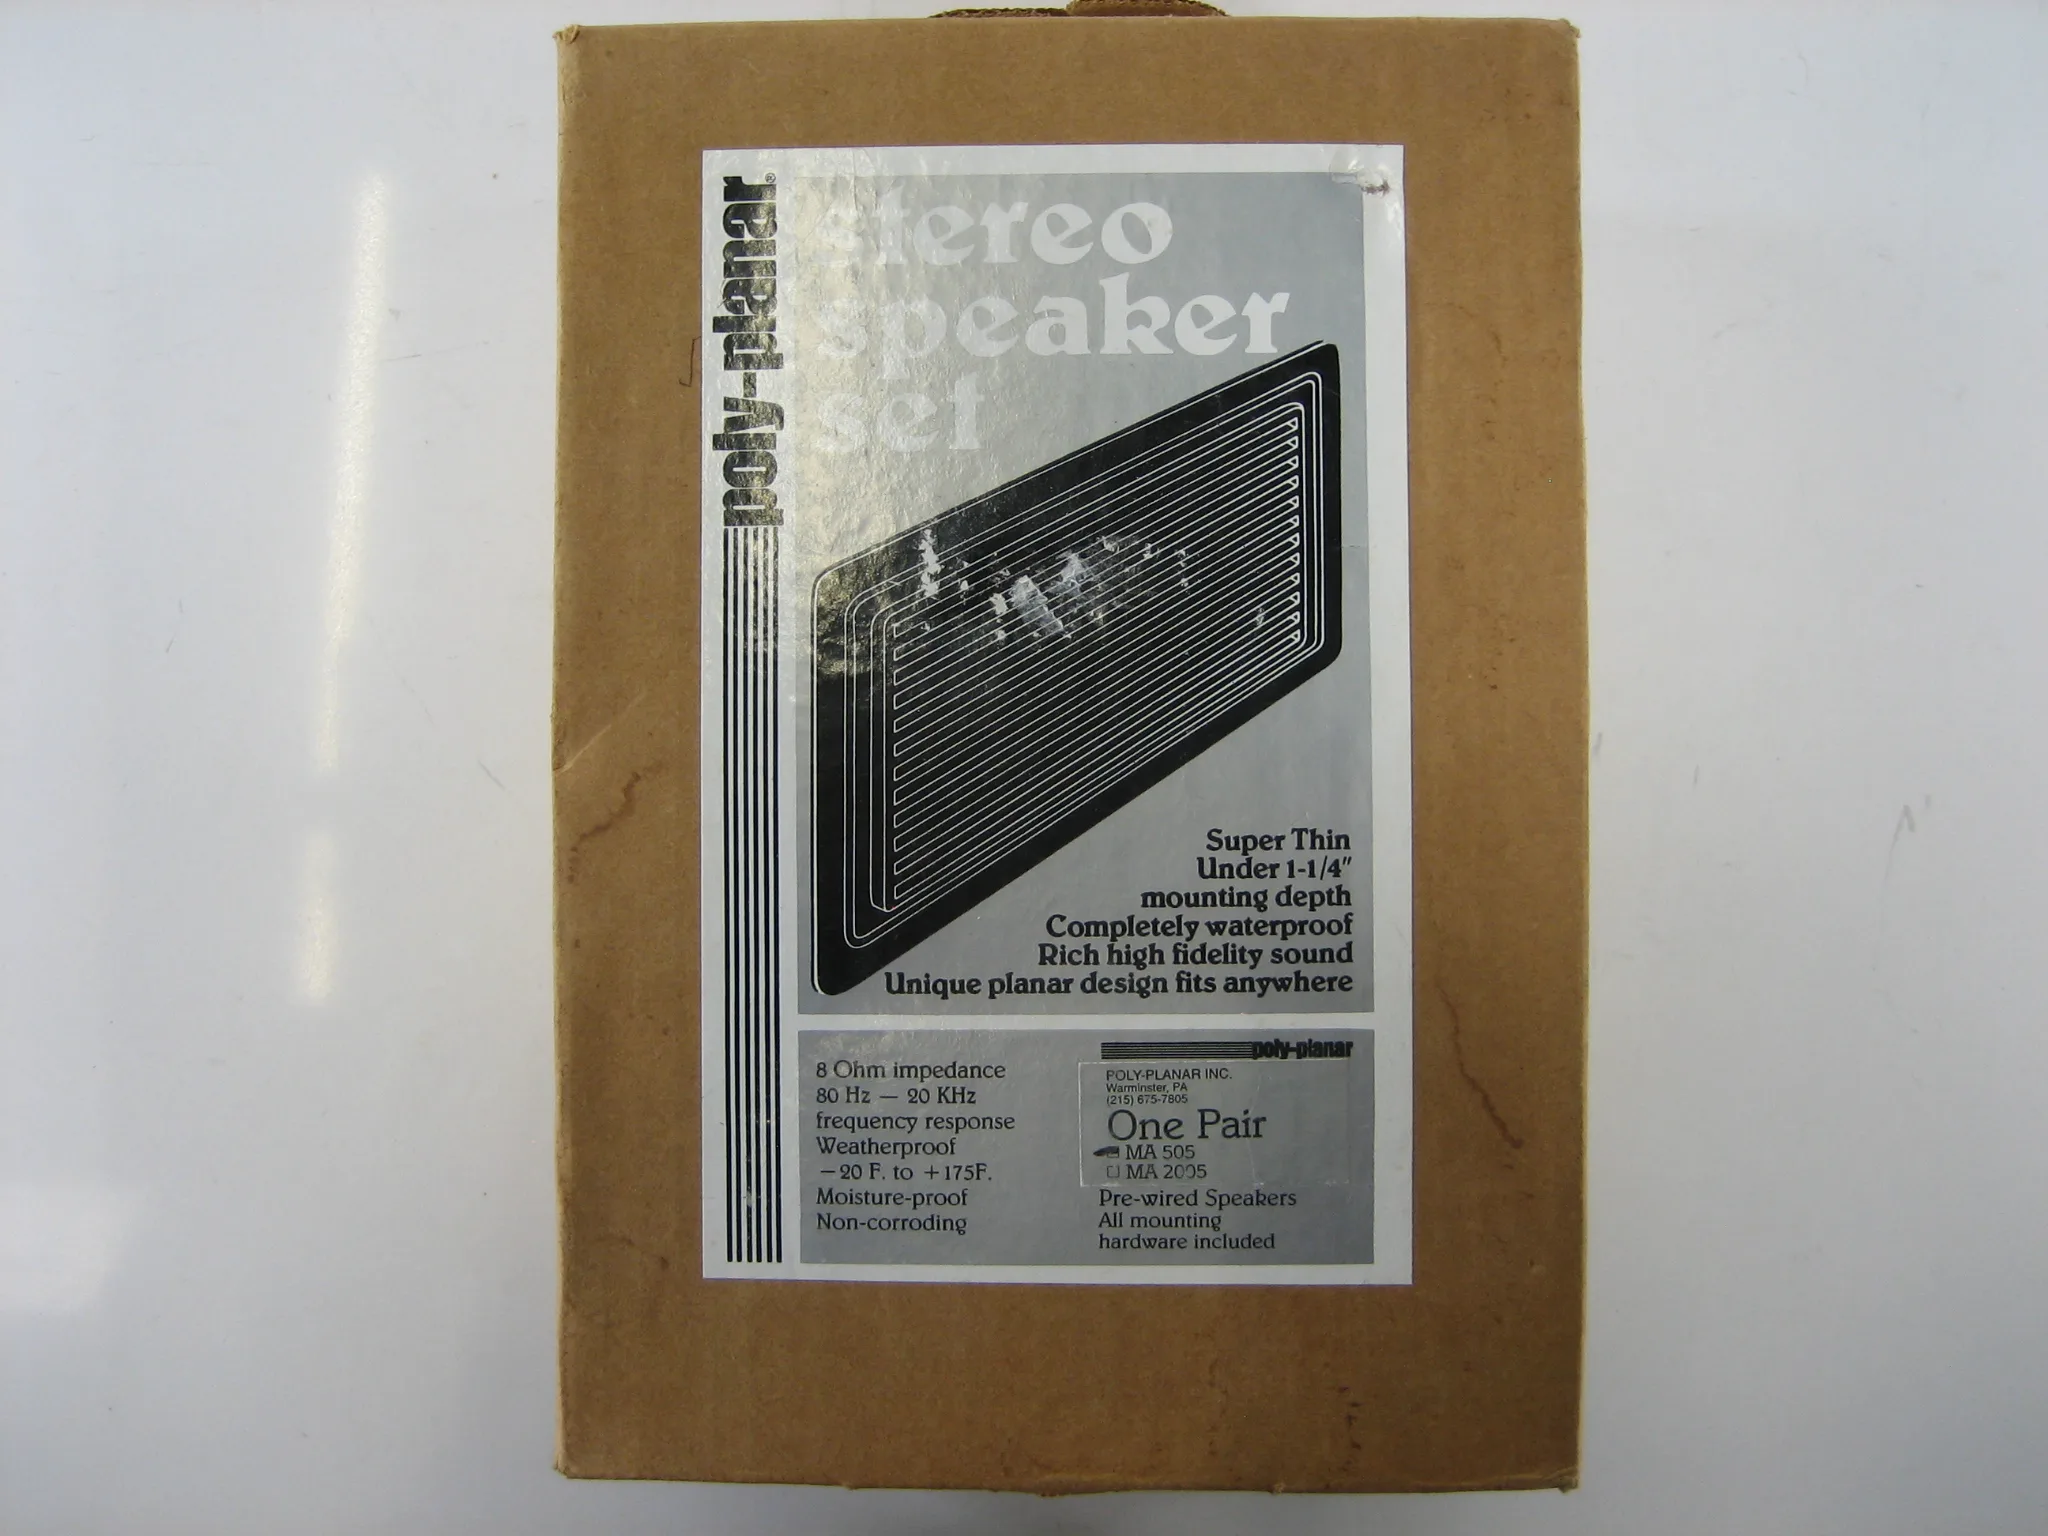 poly-planar®
stereo
speaker
set
Super Thin
Under 1-1/4"
mounting depth
Completely waterproof
Rich high fidelity sound
Unique planar design fits anywhere
8 Ohm impedance
80 Hz — 20 KHz
frequency response
Weatherproof
—20 F. to +175F.
Moisture-proof
Non-corroding
poly-planar
POLY-PLANAR INC.
Warminster, PA
(215) 675-7805
One Pair
MA 505
MA 2005
Pre-wired Speakers
All mounting
hardware included